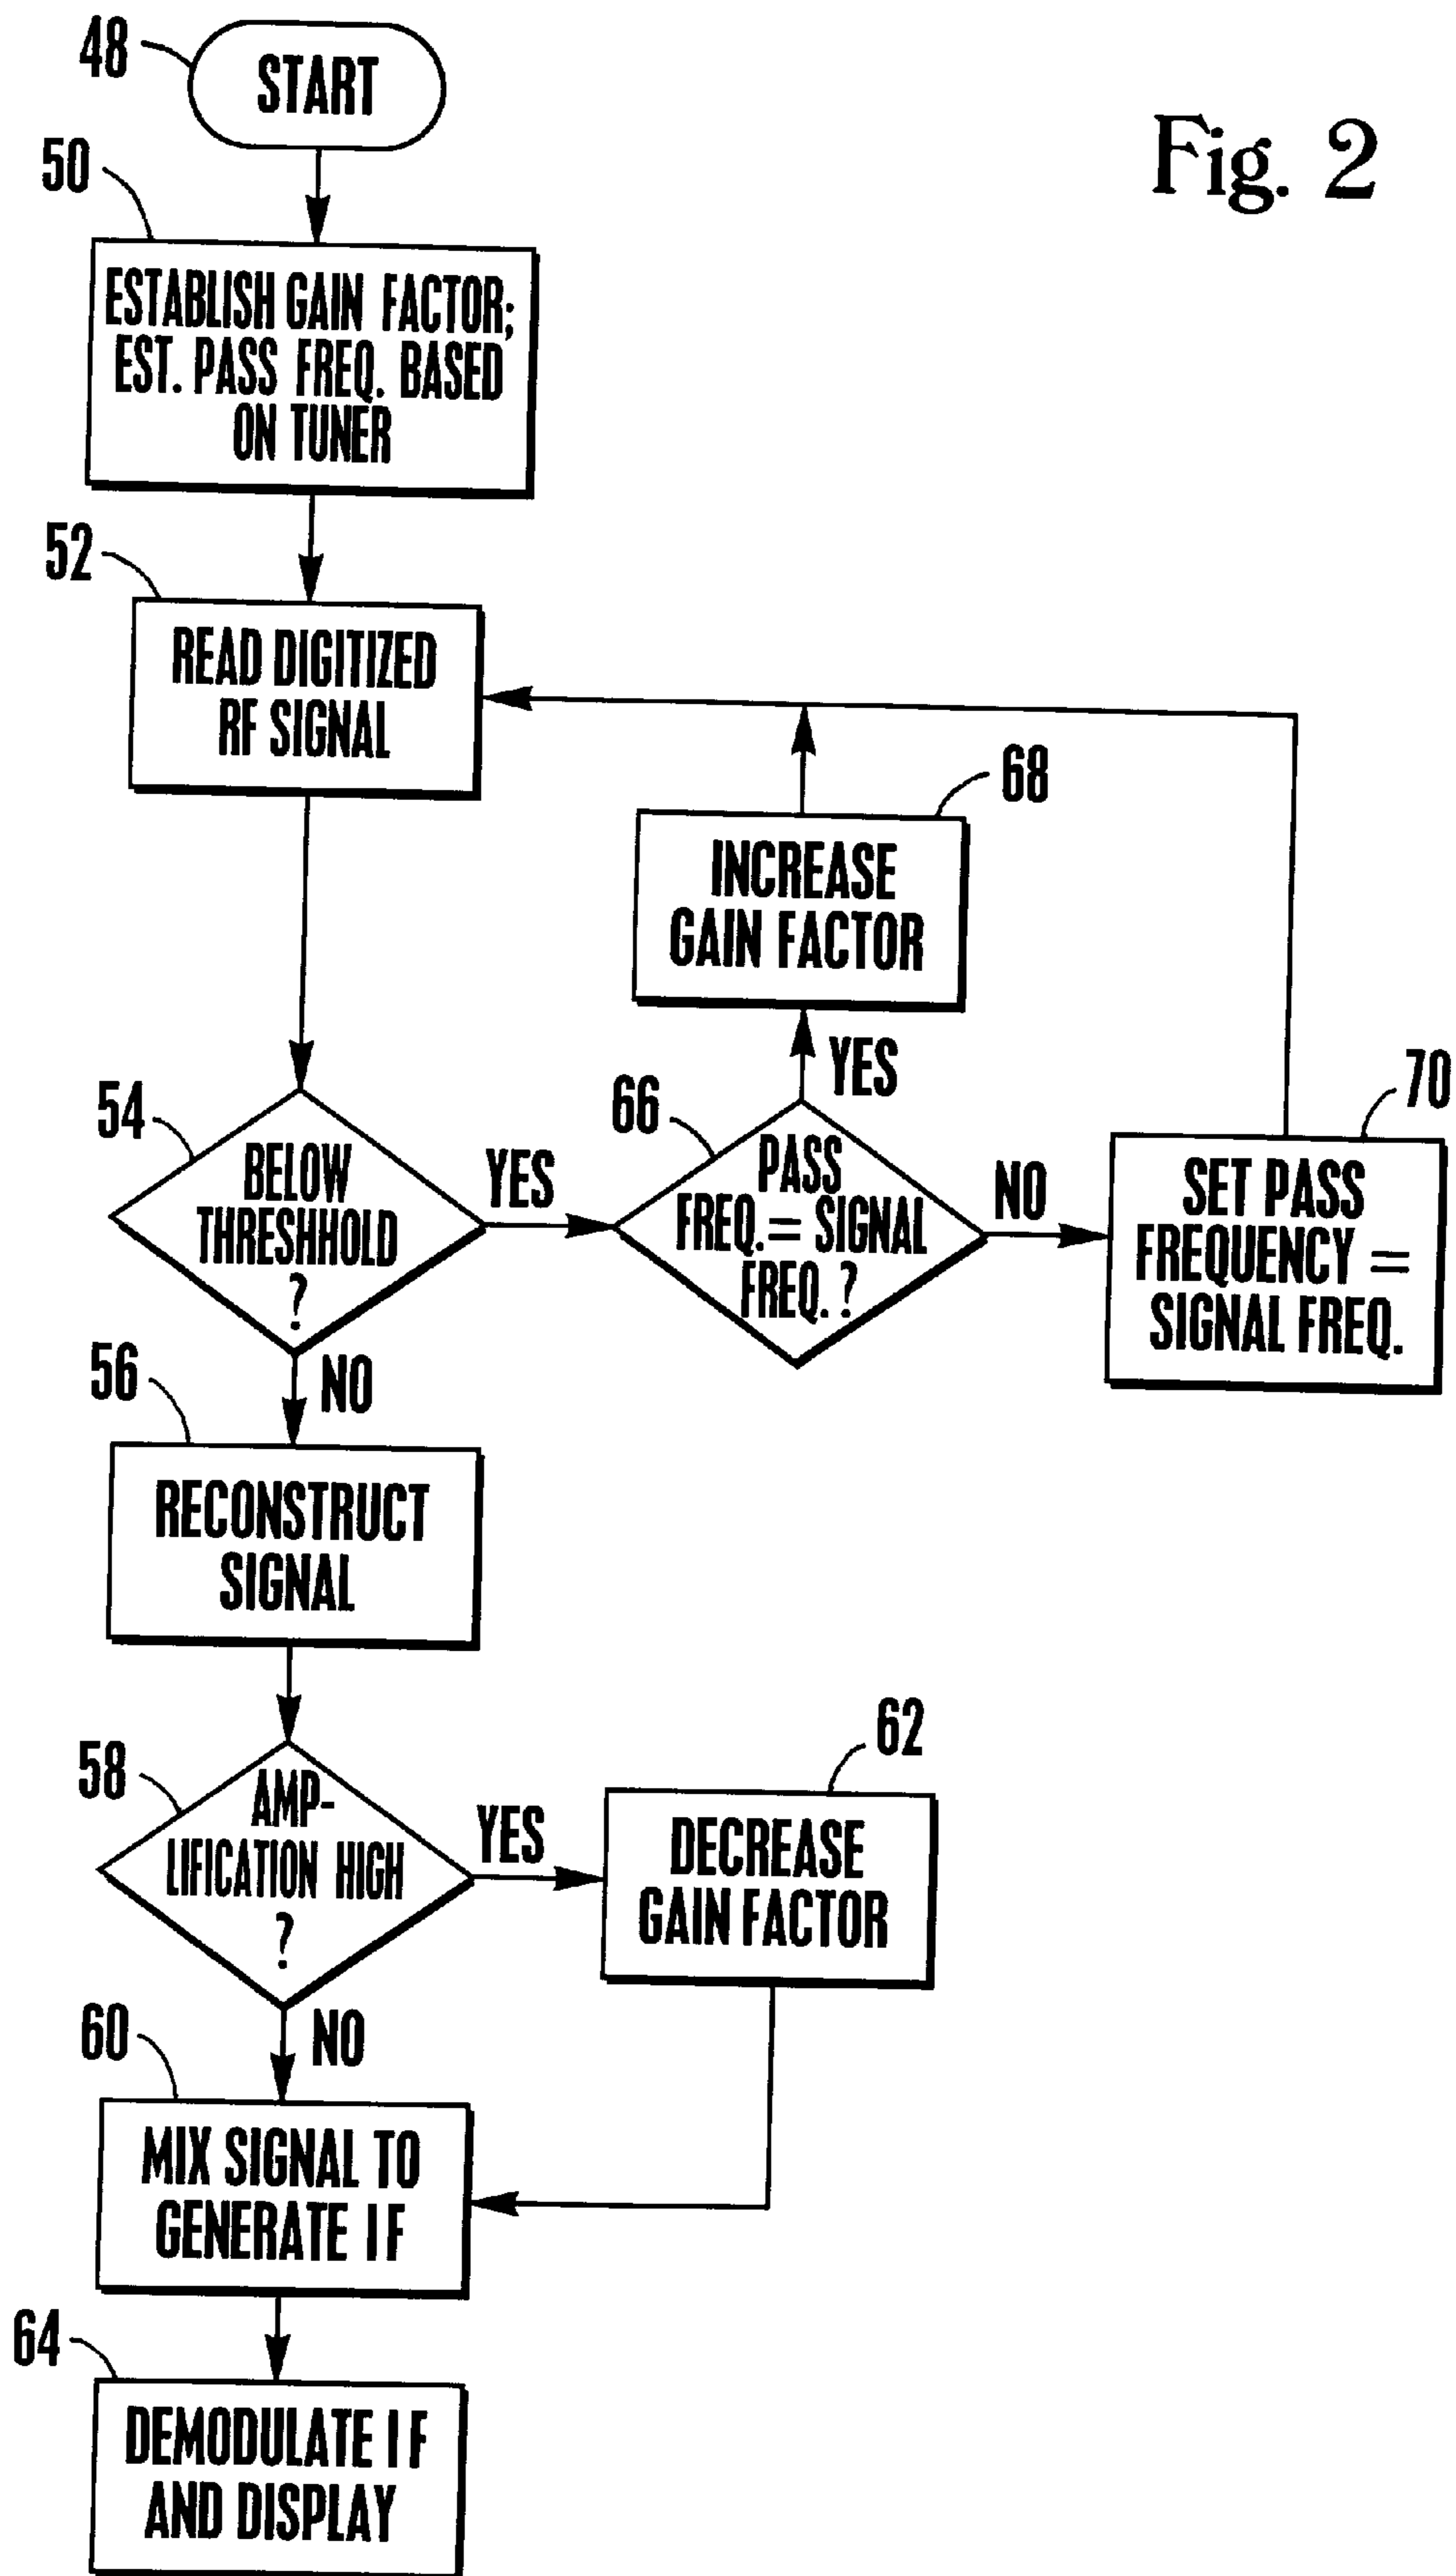 Fig. 2
48
START
50
ESTABLISH GAIN FACTOR;
EST. PASS FREQ. BASED
ON TUNER
52
READ DIGITIZED
RF SIGNAL
68
INCREASE
GAIN FACTOR
54
BELOW
THRESHHOLD
?
YES
66
PASS
FREQ. = SIGNAL
FREQ. ?
YES
NO
70
SET PASS
FREQUENCY =
SIGNAL FREQ.
NO
56
RECONSTRUCT
SIGNAL
58
AMP-
LIFICATION HIGH
?
YES
62
DECREASE
GAIN FACTOR
NO
60
MIX SIGNAL TO
GENERATE IF
64
DEMODULATE IF
AND DISPLAY